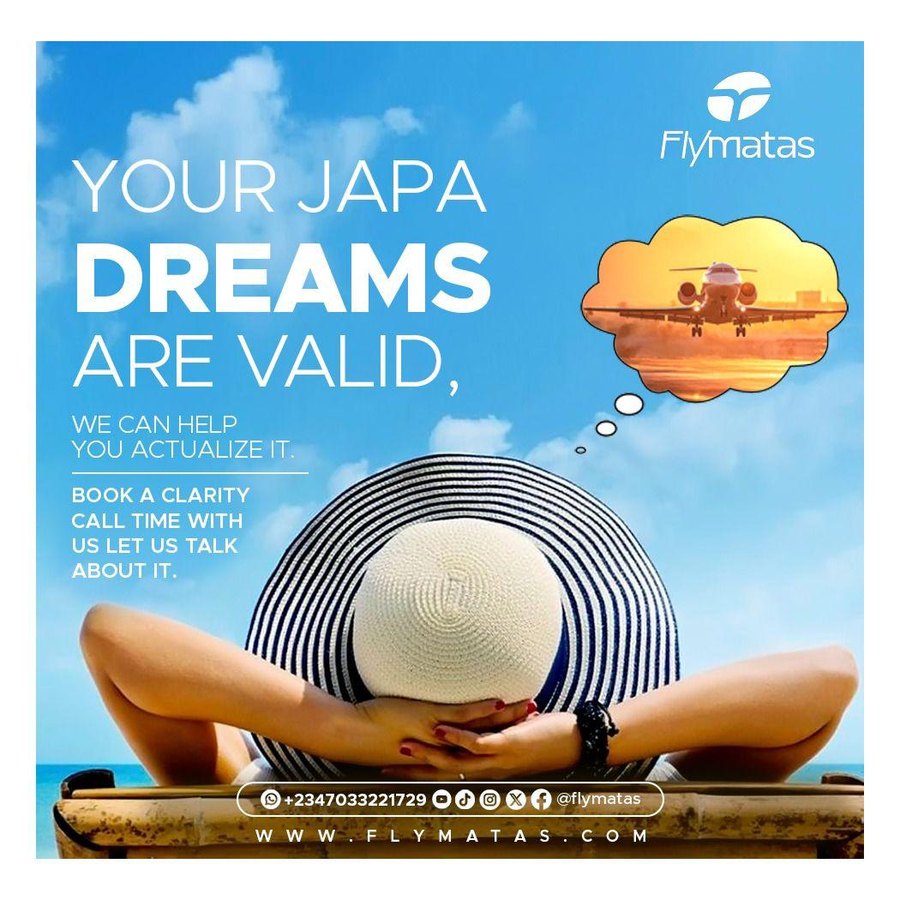 Flymatas
YOUR JAPA
DREAMS
ARE VALID,
WE CAN HELP
YOU ACTUALIZE IT.
BOOK A CLARITY
CALL TIME WITH
US LET US TALK
ABOUT IT.
+2347033221729 @flymatas
WWW.FLYMATAS.COM